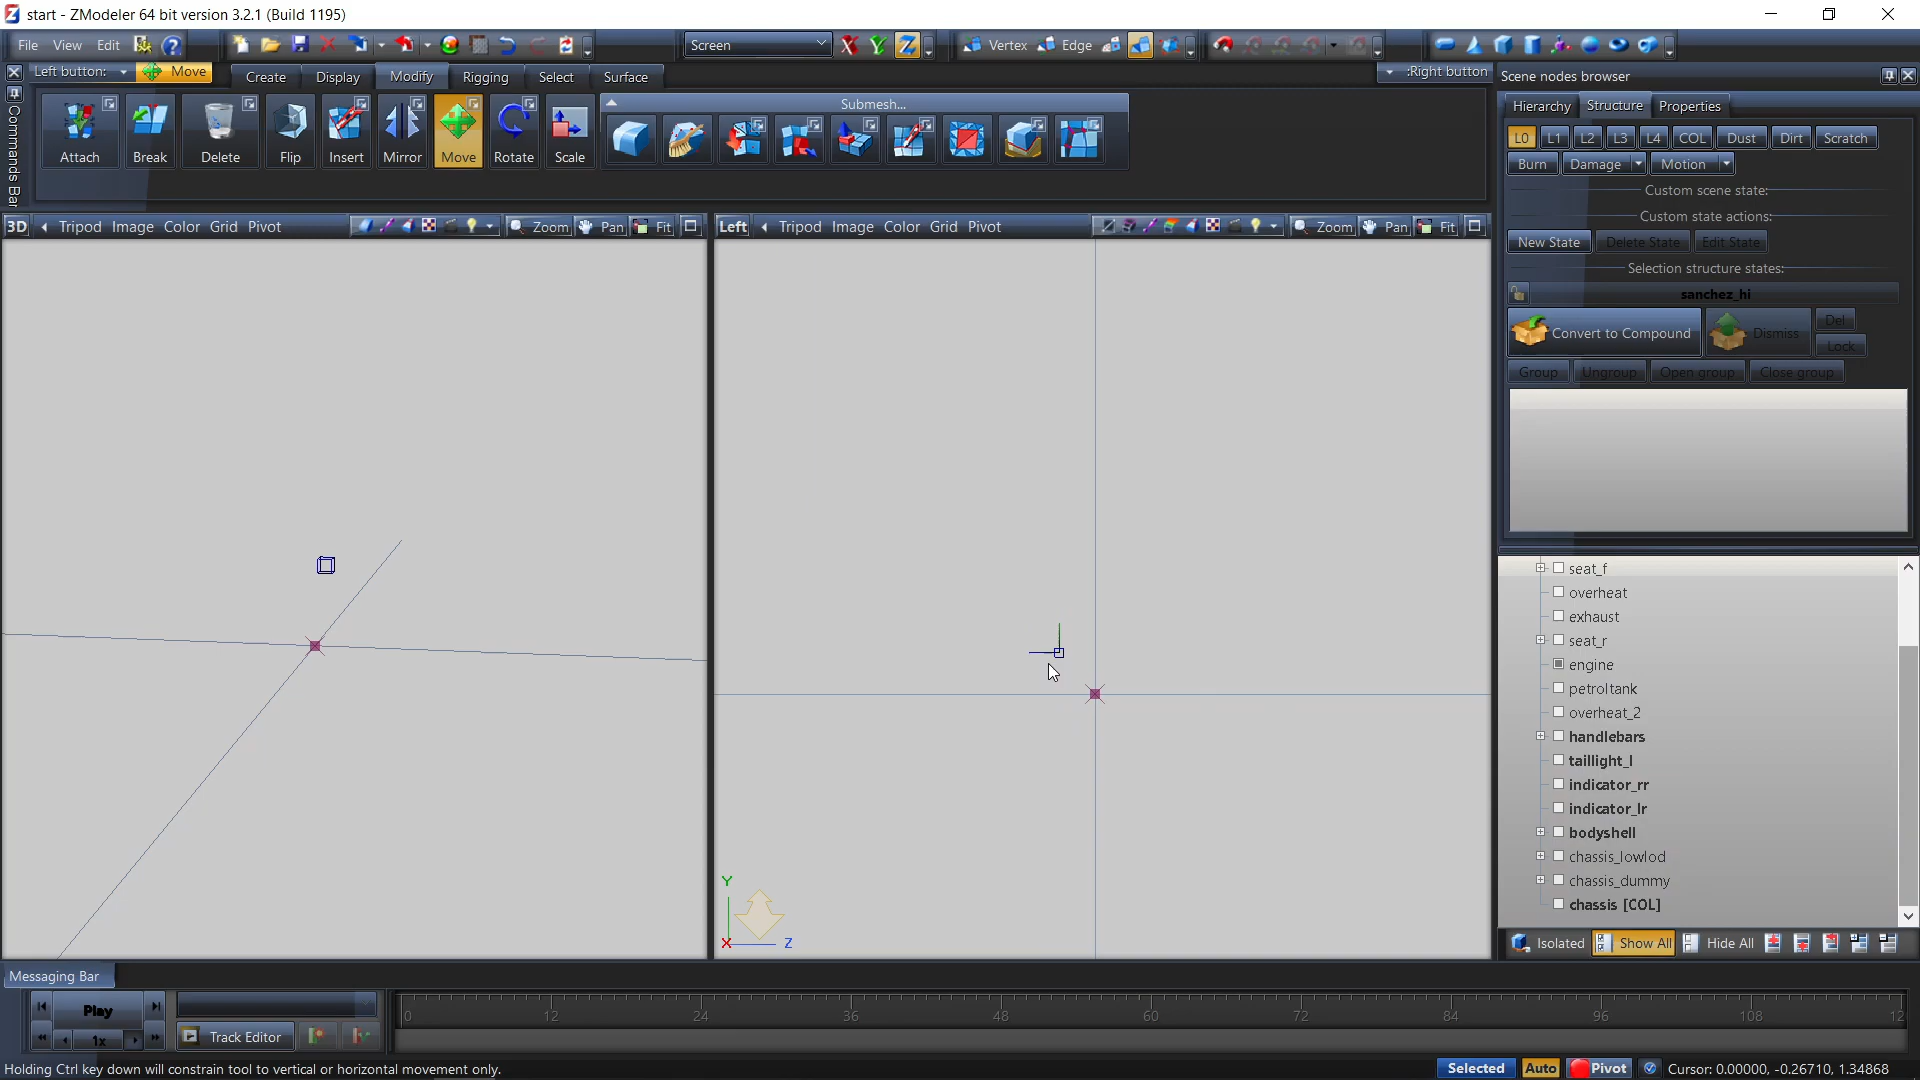 start - ZModeler 64 bit version 3.2.1 (Build 1195)
File View Edit
Screen
X Y Z
Vertex Edge
Left button: Move
Create Display Modify Rigging Select Surface
:Right button
Commands Bar
Attach Break Delete Flip Insert Mirror Move Rotate Scale
Submesh...
3D Tripod Image Color Grid Pivot Zoom Pan Fit
Left Tripod Image Color Grid Pivot Zoom Pan Fit
Y
X Z
Scene nodes browser
Hierarchy Structure Properties
L0 L1 L2 L3 L4 COL Dust Dirt Scratch
Burn Damage Motion
Custom scene state:
Custom state actions:
New State Delete State Edit State
Selection structure states:
sanchez_hi
Convert to Compound Dismiss Del
Lock
Group Ungroup Open group Close group
seat_f
overheat
exhaust
seat_r
engine
petroltank
overheat_2
handlebars
taillight_l
indicator_rr
indicator_lr
bodyshell
chassis_lowlod
chassis_dummy
chassis [COL]
Isolated Show All Hide All
Messaging Bar
Play
1x
Track Editor
0 12 24 36 48 60 72 84 96 108 12
Holding Ctrl key down will constrain tool to vertical or horizontal movement only.
Selected Auto Pivot Cursor: 0.00000, -0.26710, 1.34868